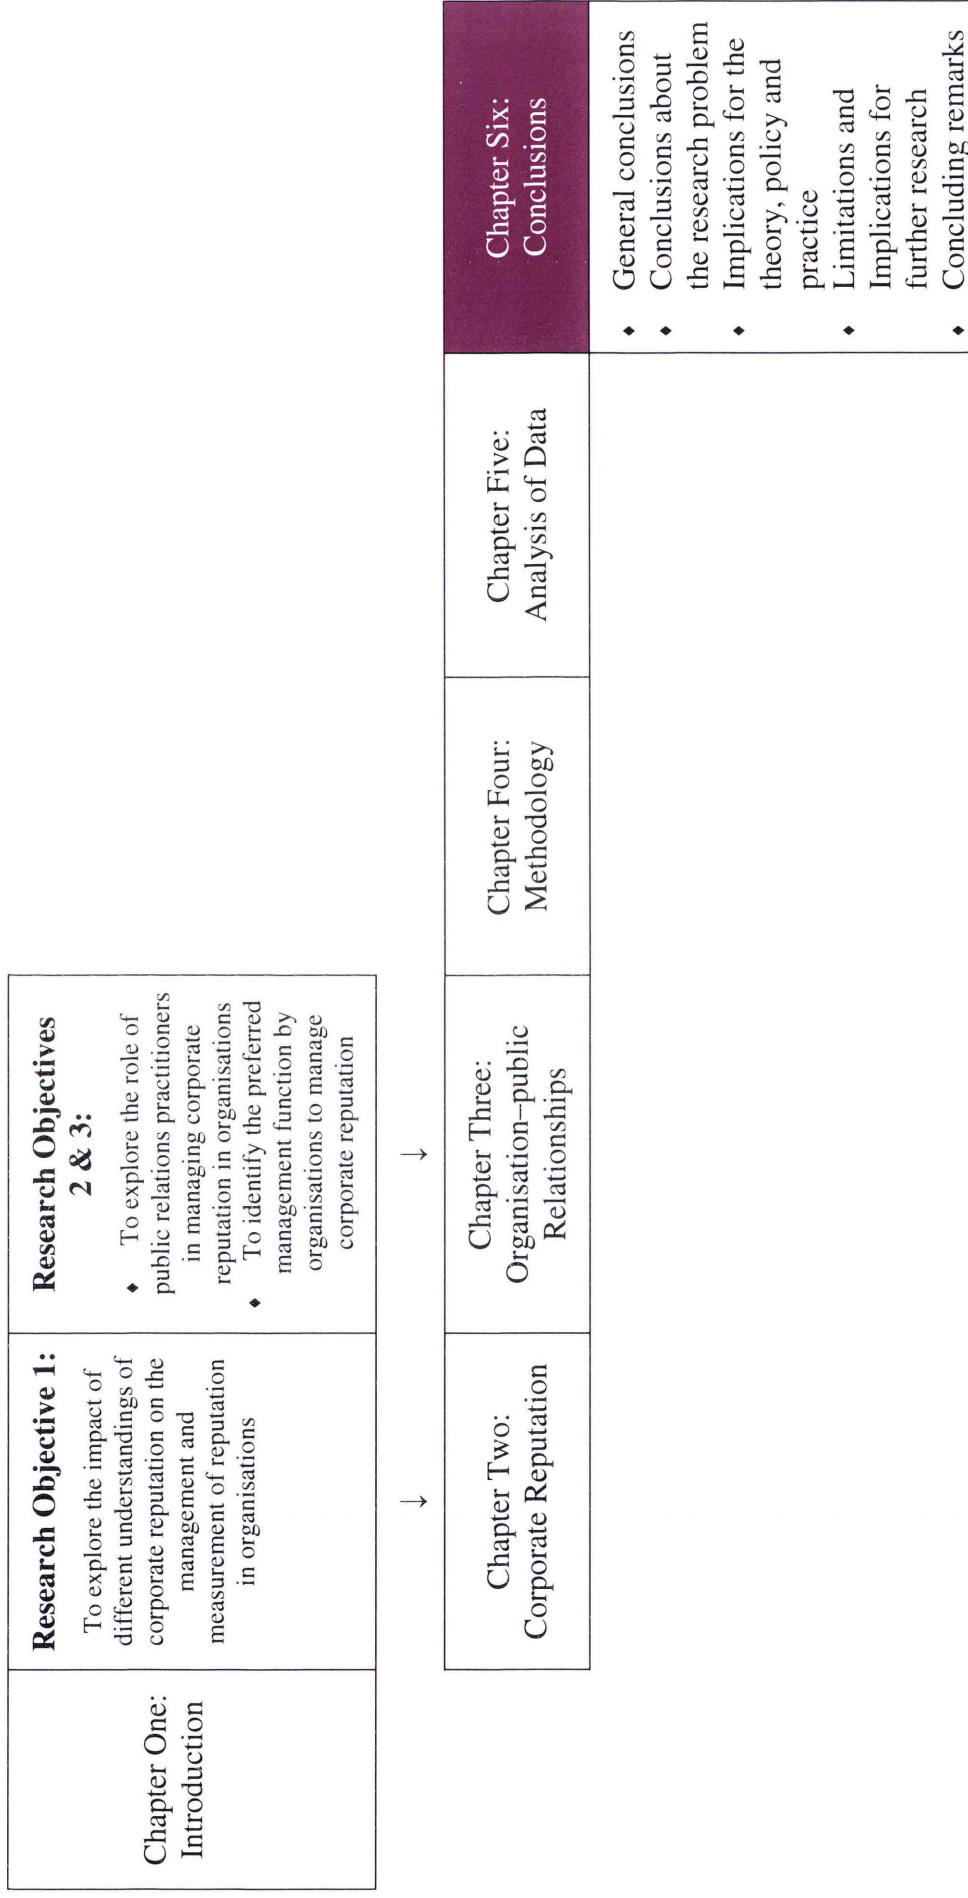 Chapter One:
Introduction
Research Objective 1:
To explore the impact of
different understandings of
corporate reputation on the
management and
measurement of reputation
in organisations
Research Objectives
2 & 3:
♦ To explore the role of
public relations practitioners
in managing corporate
reputation in organisations
♦ To identify the preferred
management function by
organisations to manage
corporate reputation
↓
↓
Chapter Two:
Corporate Reputation
Chapter Three:
Organisation–public
Relationships
Chapter Four:
Methodology
Chapter Five:
Analysis of Data
Chapter Six:
Conclusions
♦ General conclusions
♦ Conclusions about
the research problem
♦ Implications for the
theory, policy and
practice
♦ Limitations and
Implications for
further research
♦ Concluding remarks